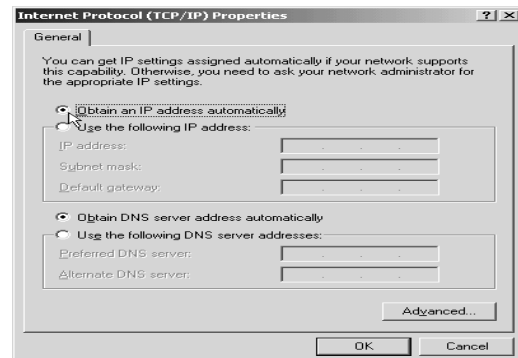 Internet Protocol (TCP/IP) Properties
General
You can get IP settings assigned automatically if your network supports
this capability. Otherwise, you need to ask your network administrator for
the appropriate IP settings.
Obtain an IP address automatically
Use the following IP address:
IP address:
Subnet mask:
Default gateway:
Obtain DNS server address automatically
Use the following DNS server addresses:
Preferred DNS server:
Alternate DNS server:
Advanced...
OK Cancel